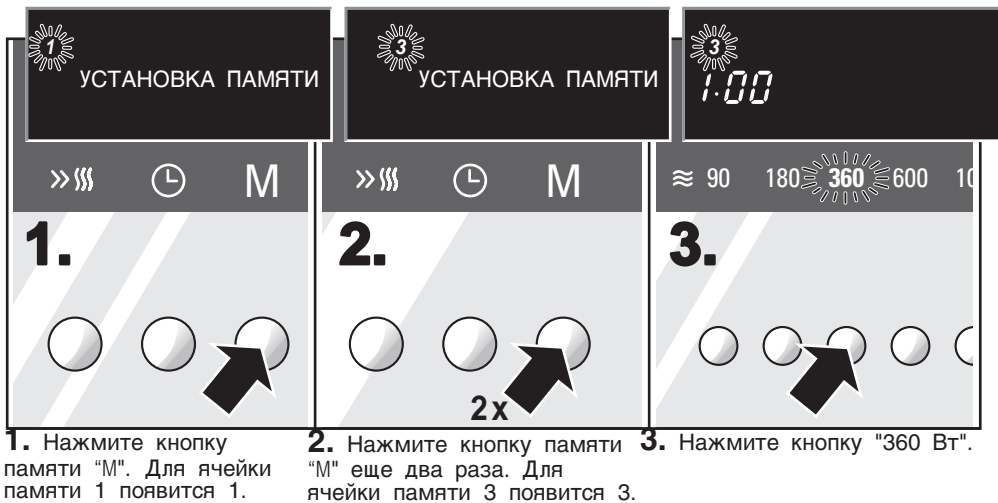 1
УСТАНОВКА ПАМЯТИ
M
1.
1. Нажмите кнопку
памяти “М". Для ячейки
памяти 1 появится 1.
3
УСТАНОВКА ПАМЯТИ
M
2.
2x
2. Нажмите кнопку памяти
“М" еще два раза. Для
ячейки памяти 3 появится 3.
3
1.00
90 180 360 600
3.
3. Нажмите кнопку "360 Вт".